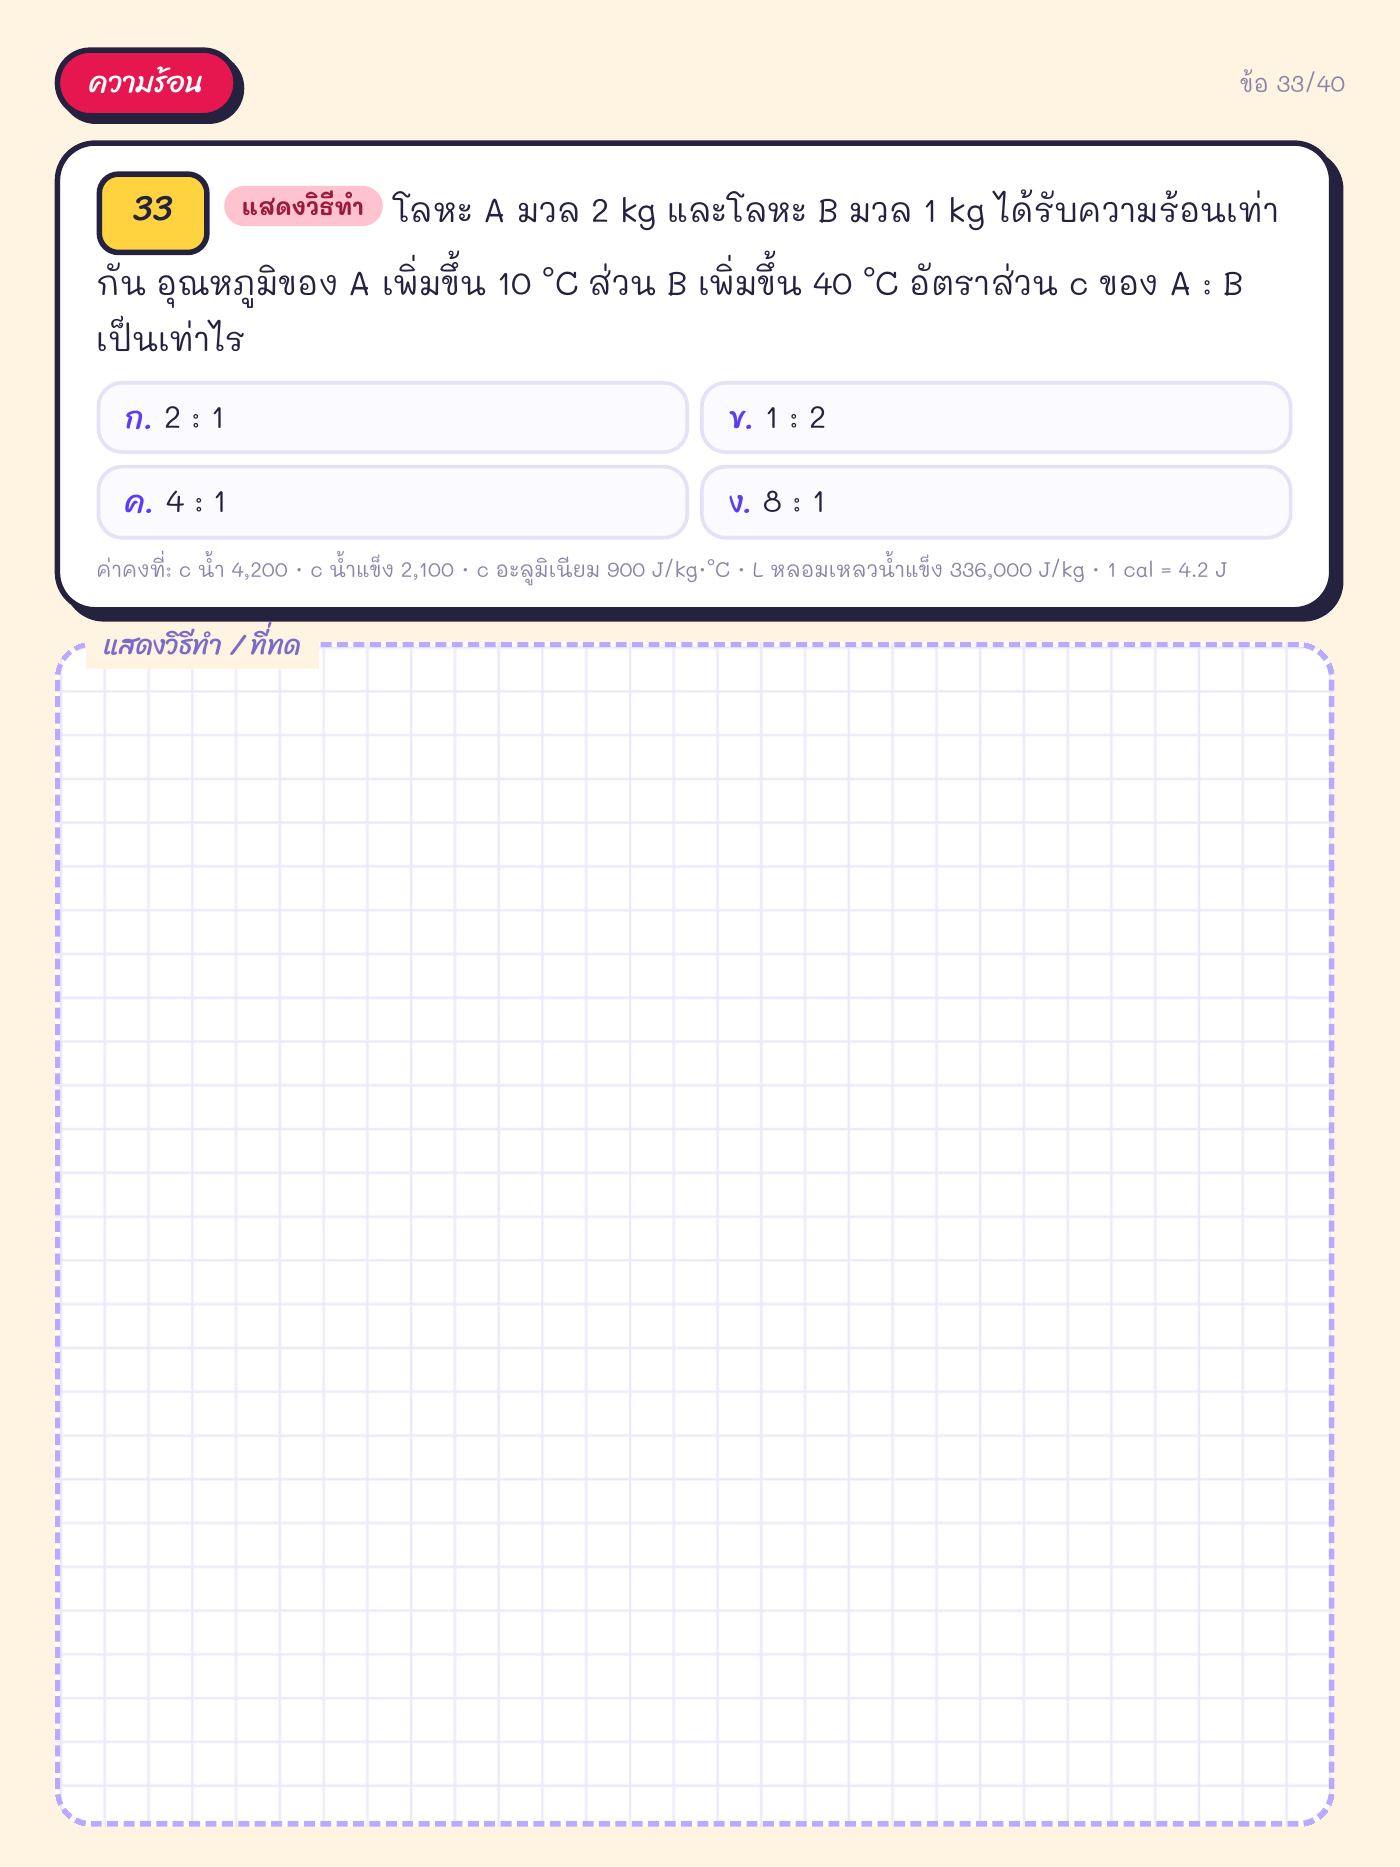 ความร้อน
ข้อ 33/40
33 แสดงวิธีทำ โลหะ A มวล 2 kg และโลหะ B มวล 1 kg ได้รับความร้อนเท่า
กัน อุณหภูมิของ A เพิ่มขึ้น 10 °C ส่วน B เพิ่มขึ้น 40 °C อัตราส่วน c ของ A : B
เป็นเท่าไร
ก. 2 : 1
ข. 1 : 2
ค. 4 : 1
ง. 8 : 1
ค่าคงที่: c น้ำ 4,200 · c น้ำแข็ง 2,100 · c อะลูมิเนียม 900 J/kg·°C · L หลอมเหลวน้ำแข็ง 336,000 J/kg · 1 cal = 4.2 J
แสดงวิธีทำ / ที่ทด